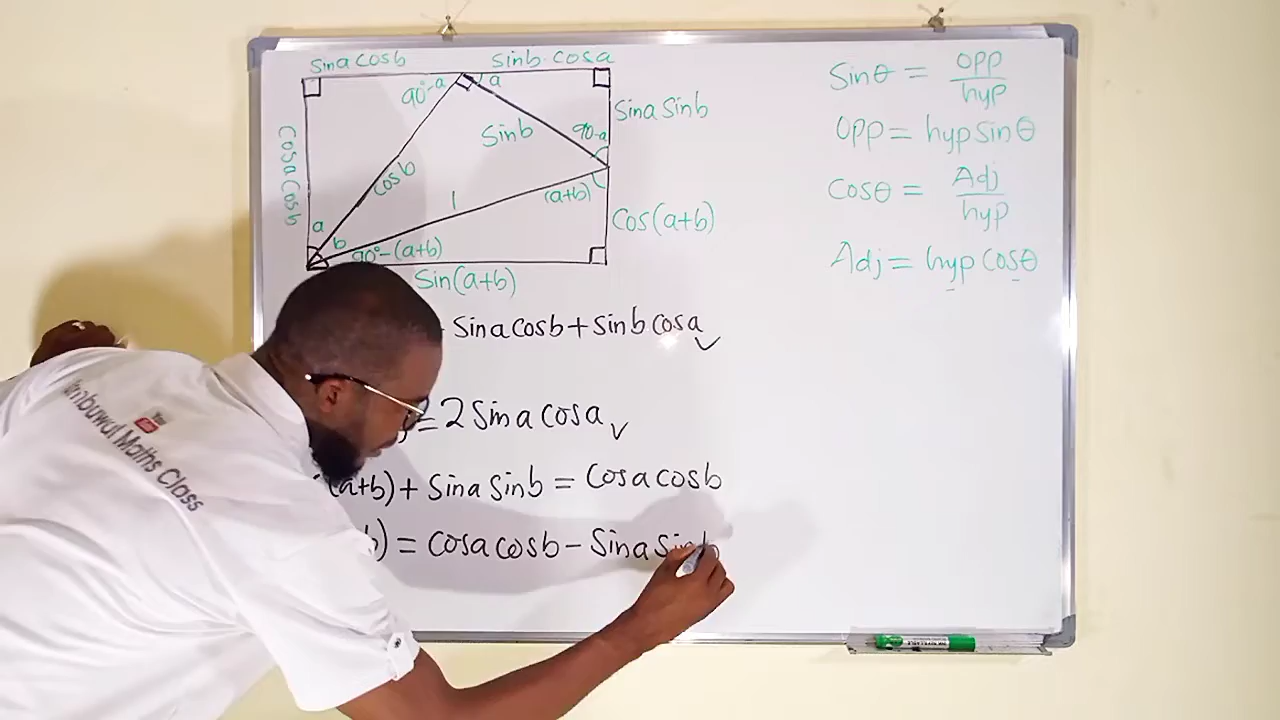 Sina cosb
sinb cosa
90°-a
a
Sina Sinb
Sinb
90-a
Cosa Cosb
cosb
1
(a+b)
Cos(a+b)
a
b
90°-(a+b)
Sin(a+b)
Sinθ = opp/hyp
Opp = hyp Sin θ
Cosθ = Adj/hyp
Adj = hyp Cosθ
Sina cosb + sinb cosa
= 2 Sin a cosa
(a+b) + Sina Sinb = Cosa cosb
b) = Cosa cosb - Sina Sinb
Maths Class